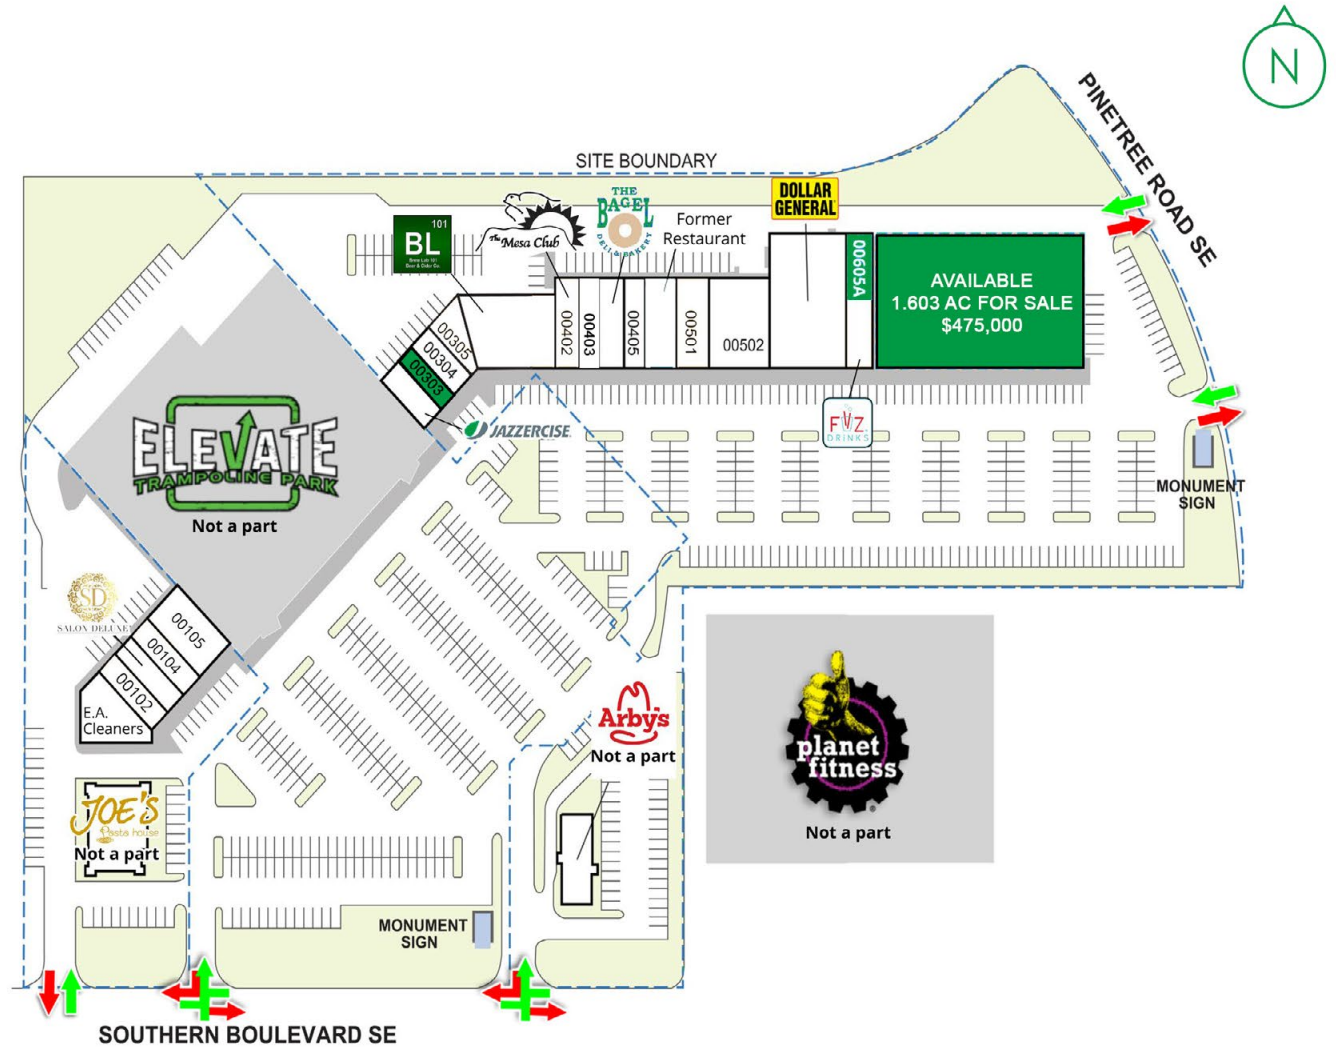 N
PINETREE ROAD SE
SITE BOUNDARY
DOLLAR
GENERAL
101
BL
The Mesa Club
THE
BAGEL
DELI & BAKERY
Former
Restaurant
00605A
AVAILABLE
1.603 AC FOR SALE
$475,000
00305
00304
00303
00402
00403
00405
00501
00502
JAZZERCISE
FiiZ
DRINKS
MONUMENT
SIGN
ELEVATE
TRAMPOLINE PARK
Not a part
SD
SALON DELUXE
00105
00104
00102
E.A.
Cleaners
Arby's
Not a part
planet
fitness
Not a part
JOE'S
Pasta house
Not a part
MONUMENT
SIGN
SOUTHERN BOULEVARD SE